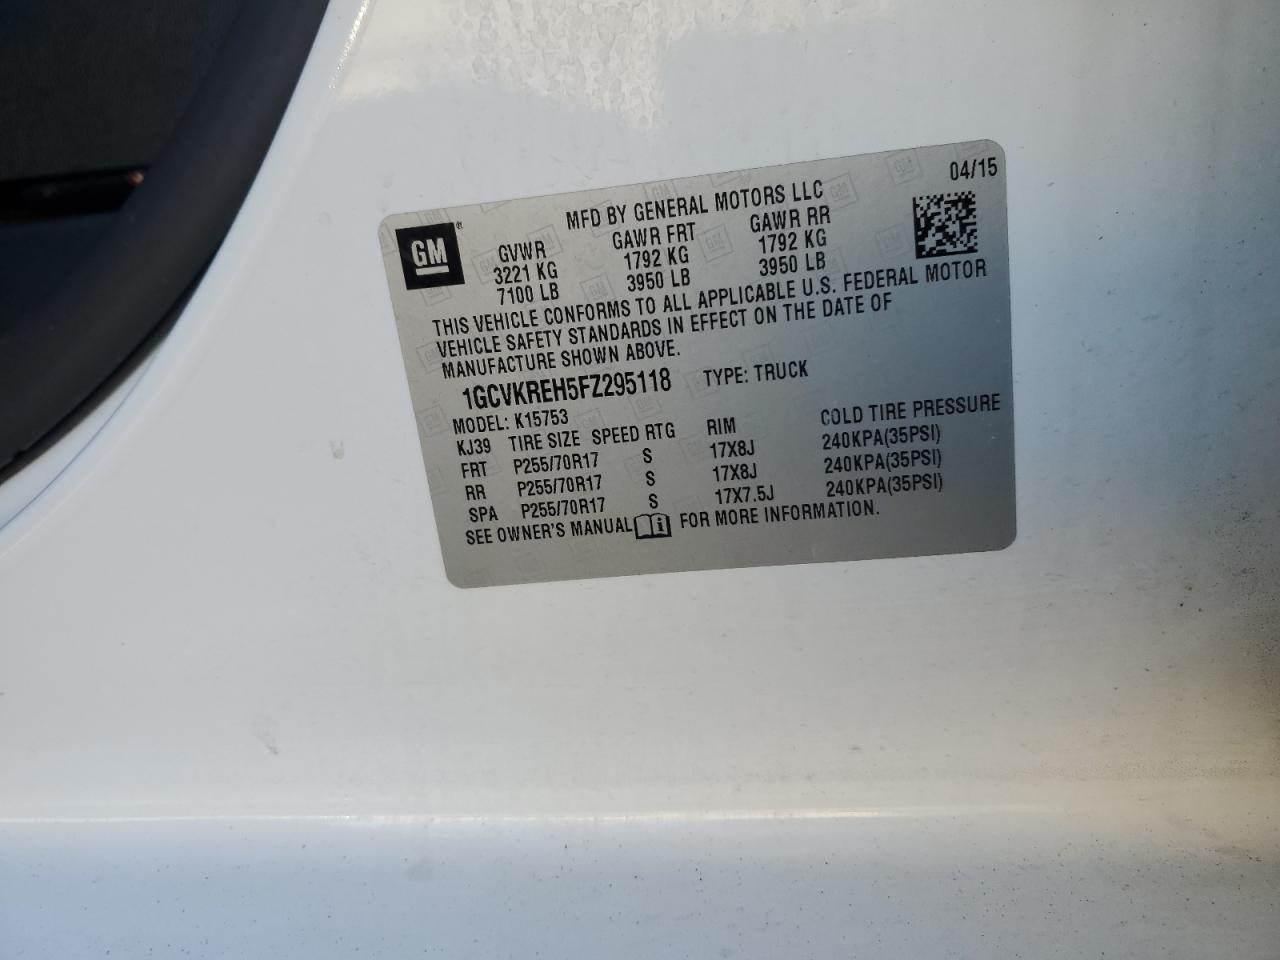 04/15
MFD BY GENERAL MOTORS LLC
GM®
GVWR GAWR FRT GAWR RR
3221 KG 1792 KG 1792 KG
7100 LB 3950 LB 3950 LB
THIS VEHICLE CONFORMS TO ALL APPLICABLE U.S. FEDERAL MOTOR
VEHICLE SAFETY STANDARDS IN EFFECT ON THE DATE OF
MANUFACTURE SHOWN ABOVE.
1GCVKREH5FZ295118 TYPE: TRUCK
MODEL: K15753
KJ39 TIRE SIZE SPEED RTG RIM COLD TIRE PRESSURE
FRT P255/70R17 S 17X8J 240KPA(35PSI)
RR P255/70R17 S 17X8J 240KPA(35PSI)
SPA P255/70R17 S 17X7.5J 240KPA(35PSI)
SEE OWNER'S MANUAL i FOR MORE INFORMATION.